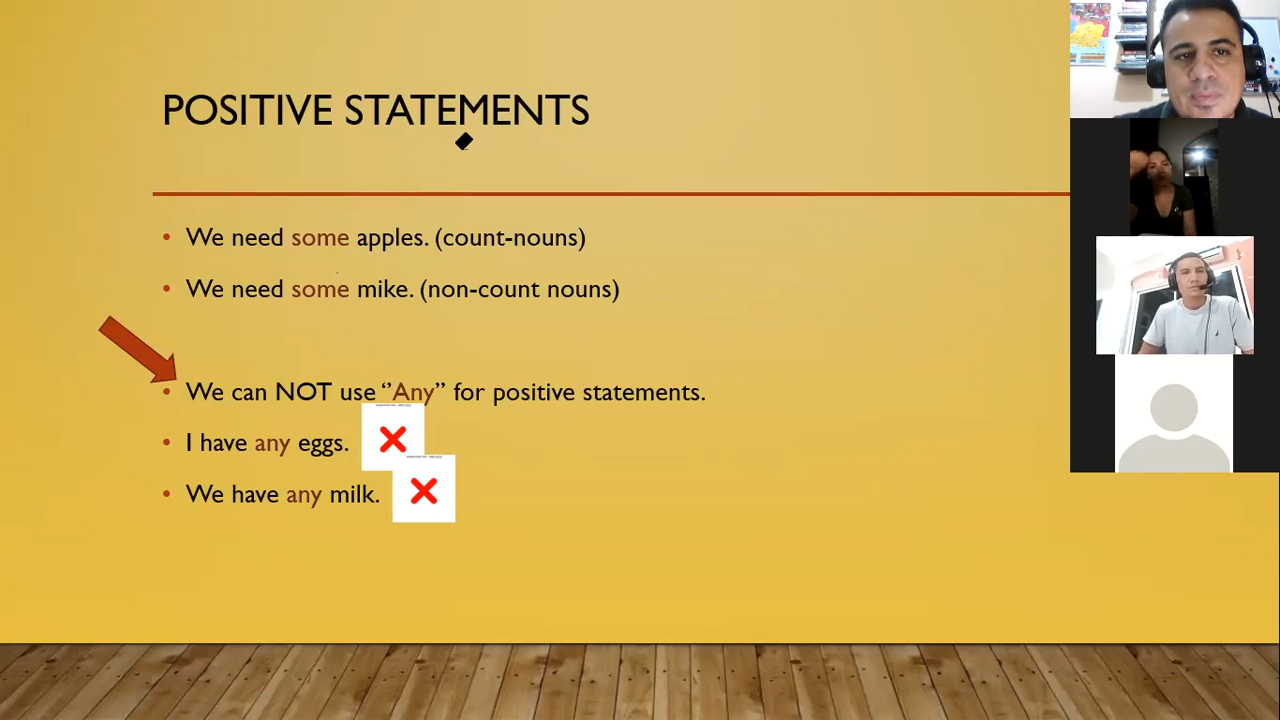 POSITIVE STATEMENTS
• We need some apples. (count-nouns)
• We need some mike. (non-count nouns)
• We can NOT use ‘’Any” for positive statements.
• I have any eggs.
• We have any milk.